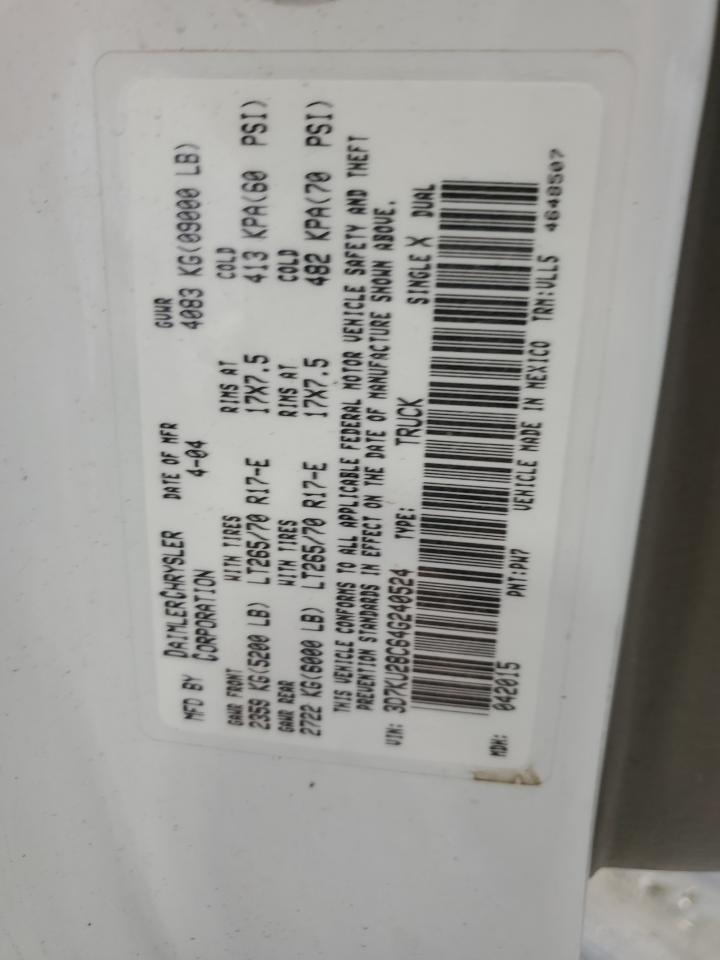 MFD BY DAIMLERCHRYSLER CORPORATION DATE OF MFR 4-04 GVWR 4083 KG(09000 LB)
GAWR FRONT WITH TIRES RIMS AT COLD
2359 KG(5200 LB) LT265/70 R17-E 17X7.5 413 KPA(60 PSI)
GAWR REAR WITH TIRES RIMS AT COLD
2722 KG(6000 LB) LT265/70 R17-E 17X7.5 482 KPA(70 PSI)
THIS VEHICLE CONFORMS TO ALL APPLICABLE FEDERAL MOTOR VEHICLE SAFETY AND THEFT
PREVENTION STANDARDS IN EFFECT ON THE DATE OF MANUFACTURE SHOWN ABOVE.
VIN: 3D7KU28C64G240524 TYPE: TRUCK SINGLE X DUAL
MDH: 042015 PNT:PW7 VEHICLE MADE IN MEXICO TRM:VLL5 4648507